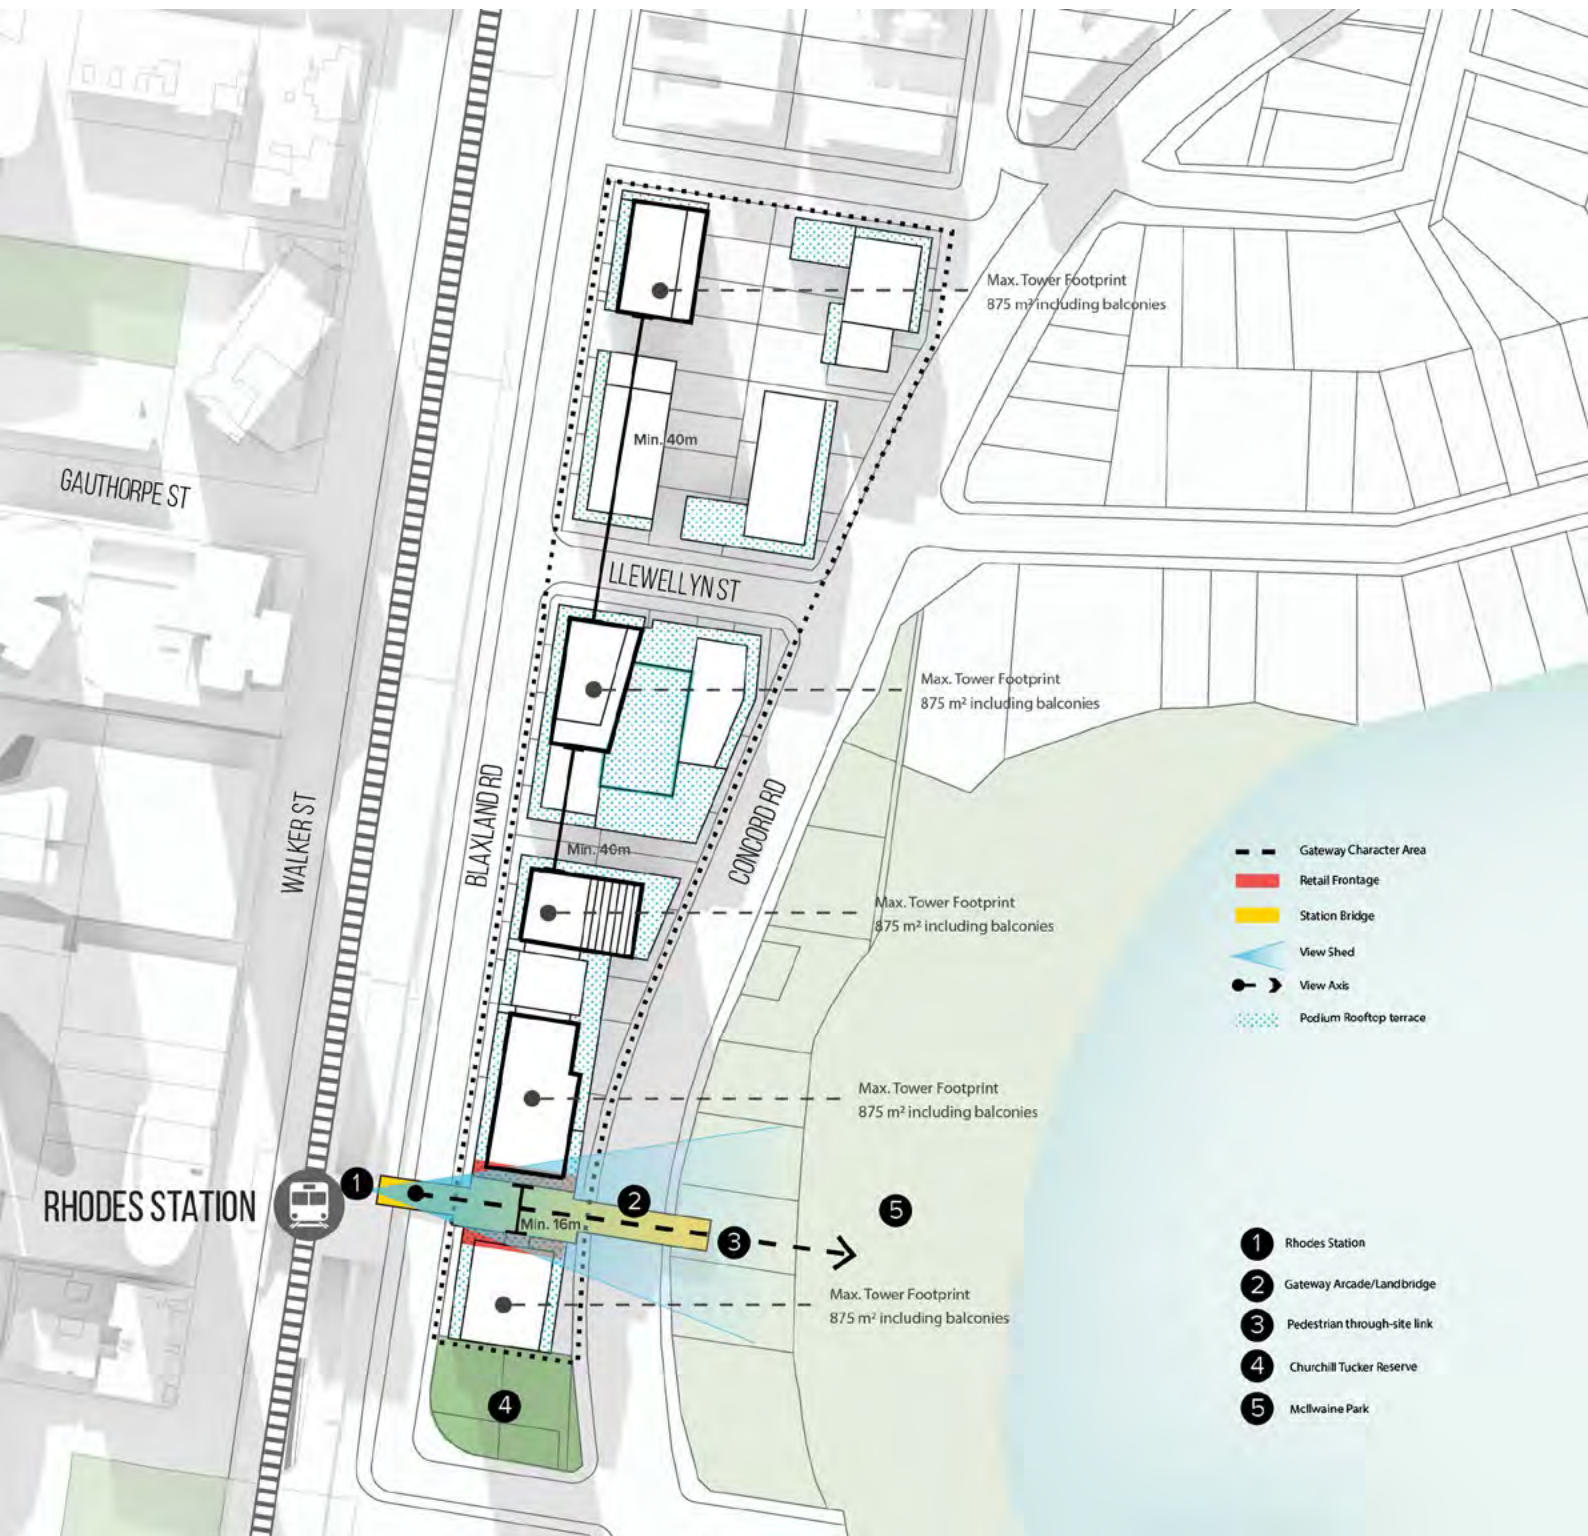 Max. Tower Footprint
875 m² including balconies
Min. 40m
GAUTHORPE ST
LLEWELLYN ST
Max. Tower Footprint
875 m² including balconies
BLAXLAND RD
WALKER ST
CONCORD RD
Min. 40m
Gateway Character Area
Retail Frontage
Station Bridge
View Shed
View Axis
Podium Rooftop terrace
Max. Tower Footprint
875 m² including balconies
Max. Tower Footprint
875 m² including balconies
1
RHODES STATION
2
5
Min. 16m
3
Max. Tower Footprint
875 m² including balconies
4
1 Rhodes Station
2 Gateway Arcade/Landbridge
3 Pedestrian through-site link
4 Churchill Tucker Reserve
5 McIlwaine Park